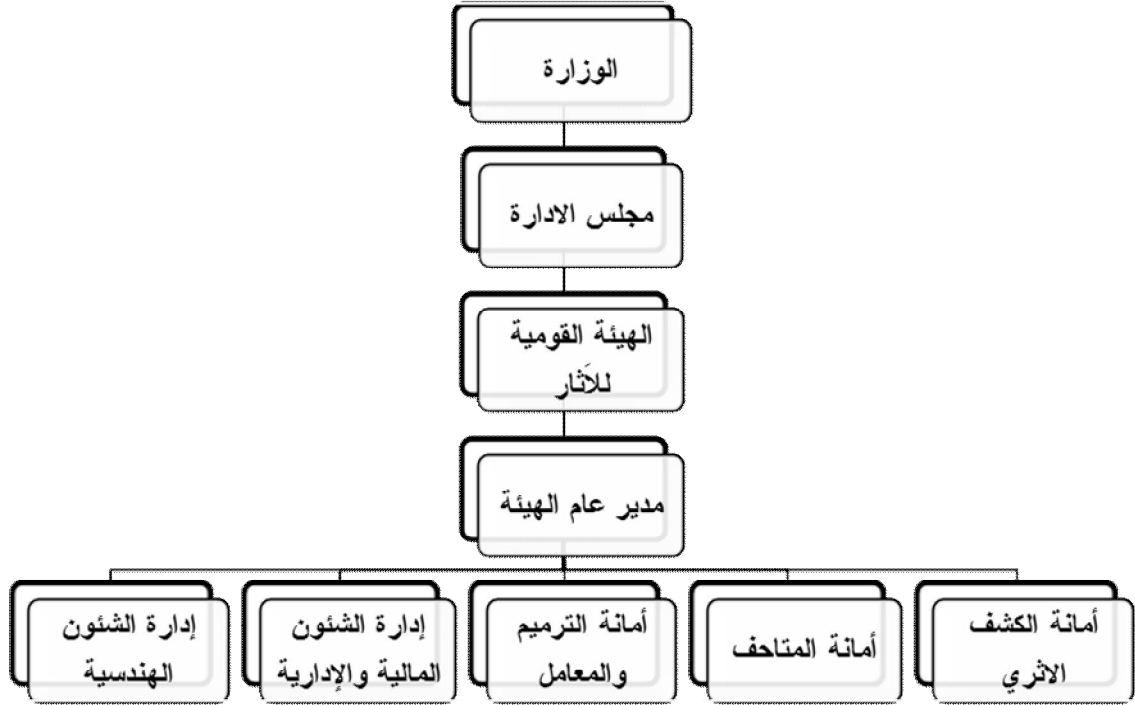 الوزارة
مجلس الادارة
الهيئة القومية
للآثار
مدير عام الهيئة
أمانة الكشف
الاثري
أمانة المتاحف
أمانة الترميم
والمعامل
إدارة الشئون
المالية والإدارية
إدارة الشئون
الهندسية